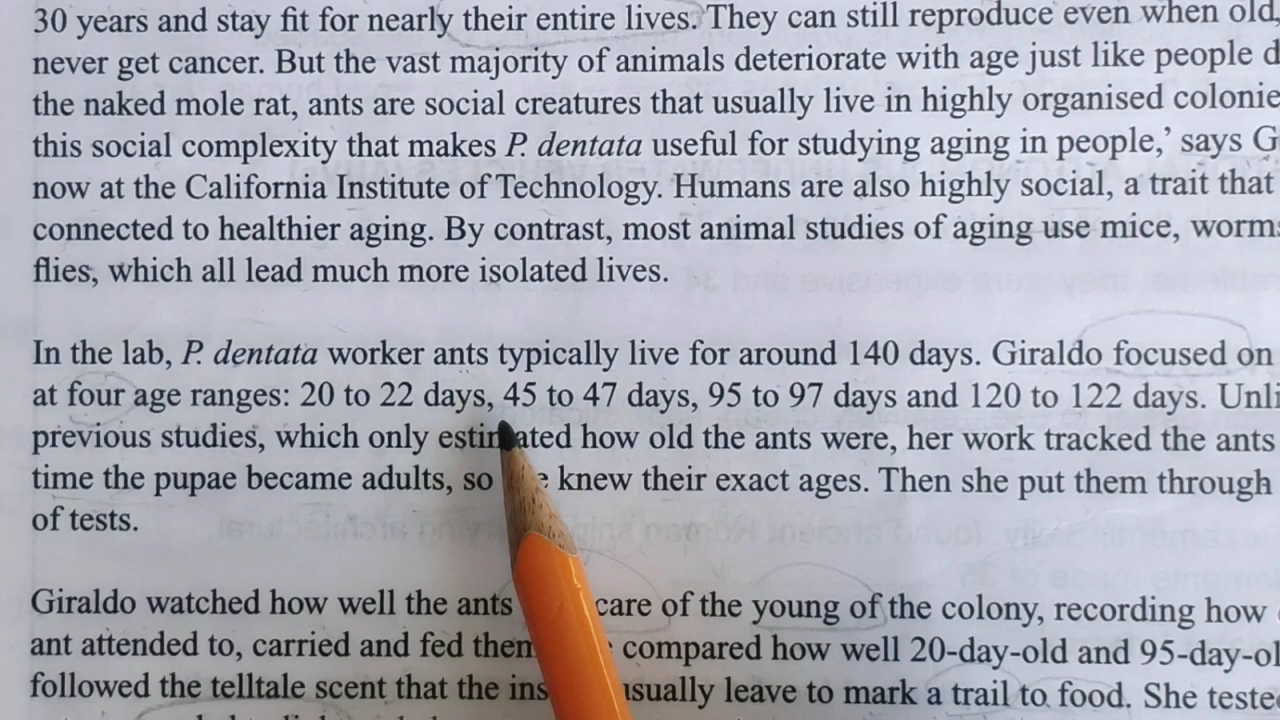 30 years and stay fit for nearly their entire lives. They can still reproduce even when old,
never get cancer. But the vast majority of animals deteriorate with age just like people d
the naked mole rat, ants are social creatures that usually live in highly organised colonie
this social complexity that makes P. dentata useful for studying aging in people,’ says G
now at the California Institute of Technology. Humans are also highly social, a trait that
connected to healthier aging. By contrast, most animal studies of aging use mice, worms
flies, which all lead much more isolated lives.
In the lab, P. dentata worker ants typically live for around 140 days. Giraldo focused on
at four age ranges: 20 to 22 days, 45 to 47 days, 95 to 97 days and 120 to 122 days. Unli
previous studies, which only estimated how old the ants were, her work tracked the ants
time the pupae became adults, so knew their exact ages. Then she put them through
of tests.
Giraldo watched how well the ants care of the young of the colony, recording how
ant attended to, carried and fed them compared how well 20-day-old and 95-day-ol
followed the telltale scent that the ins usually leave to mark a trail to food. She teste